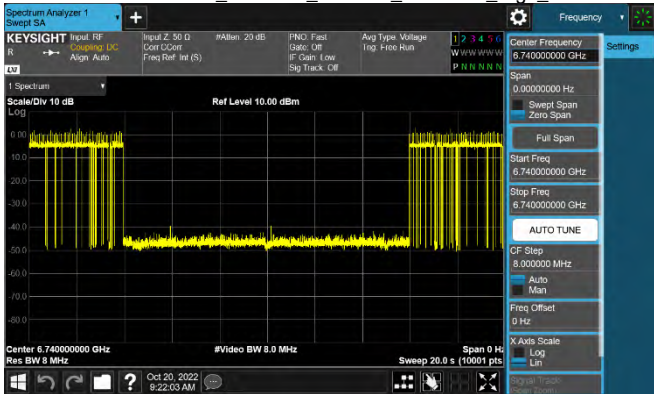 Spectrum Analyzer 1
Swept SA
+
Frequency
KEYSIGHT
R
LXI
Input: RF
Coupling: DC
Align: Auto
Input Z: 50 Ω
Corr CCorr
Freq Ref: Int (S)
#Atten: 20 dB
PNO: Fast
Gate: Off
IF Gain: Low
Sig Track: Off
Avg Type: Voltage
Trig: Free Run
1 2 3 4 5 6
W W W W W W
P N N N N N
1 Spectrum
Scale/Div 10 dB
Ref Level 10.00 dBm
Log
0.00
-10.0
-20.0
-30.0
-40.0
-50.0
-60.0
-70.0
-80.0
Center 6.740000000 GHz
#Video BW 8.0 MHz
Span 0 Hz
Res BW 8 MHz
Sweep 20.0 s (10001 pts
?
Oct 20, 2022
9:22:03 AM
Center Frequency
6.740000000 GHz
Settings
Span
0.00000000 Hz
Swept Span
Zero Span
Full Span
Start Freq
6.740000000 GHz
Stop Freq
6.740000000 GHz
AUTO TUNE
CF Step
8.000000 MHz
Auto
Man
Freq Offset
0 Hz
X Axis Scale
Log
Lin
Signal Track
(Span Zoom)